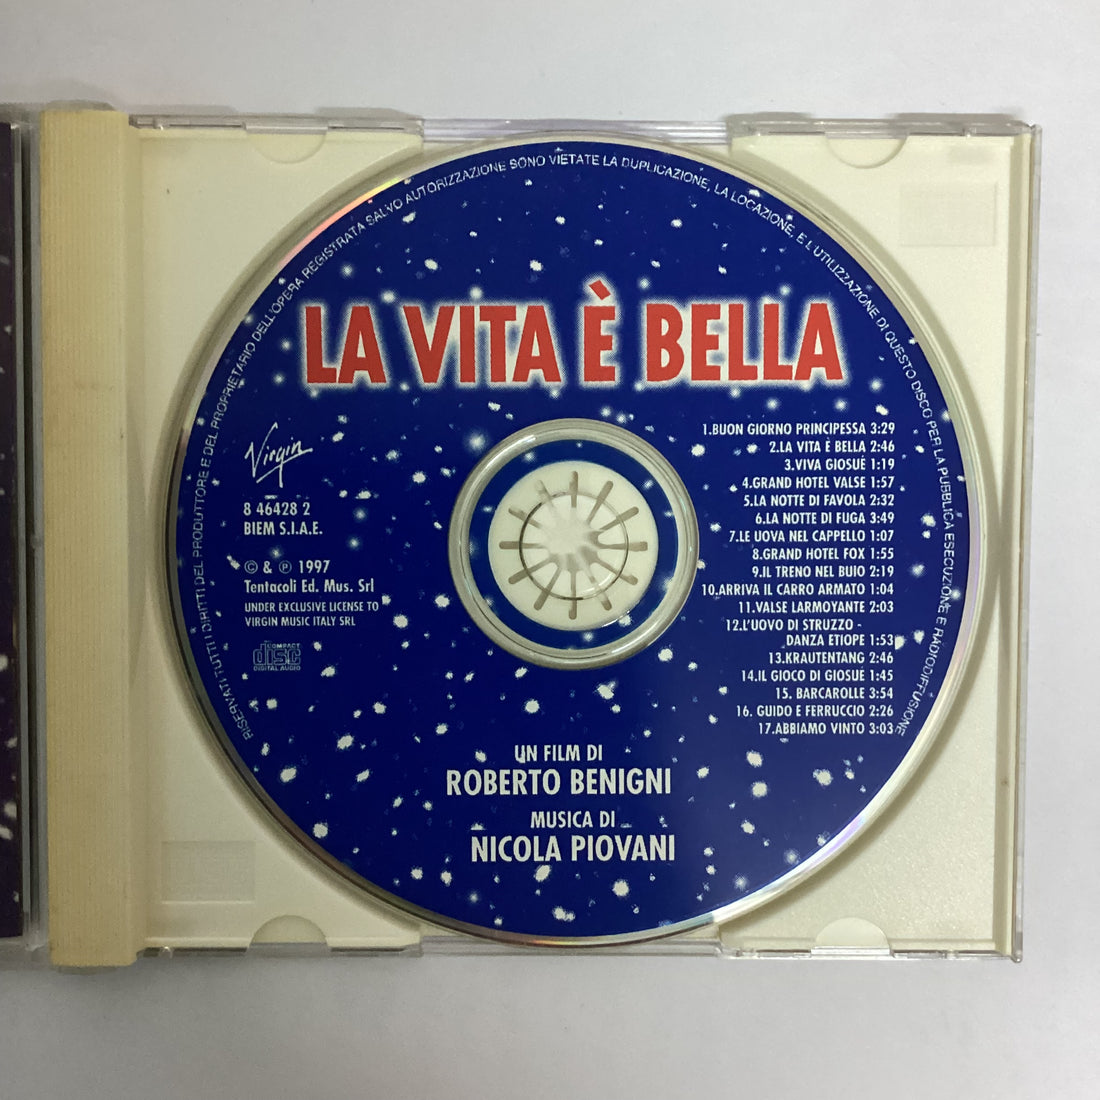 RISERVATI TUTTI I DIRITTI DEL PRODUTTORE E DEL PROPRIETARIO DELL'OPERA REGISTRATA SALVO AUTORIZZAZIONE SONO VIETATE LA DUPLICAZIONE, LA LOCAZIONE, E L'UTILIZZAZIONE DI QUESTO DISCO PER LA PUBBLICA ESECUZIONE E RADIODIFFUSIONE
LA VITA È BELLA
Virgin
8 46428 2
BIEM S.I.A.E.
© & ℗ 1997
Tentacoli Ed. Mus. Srl
UNDER EXCLUSIVE LICENSE TO
VIRGIN MUSIC ITALY SRL
COMPACT
disc
DIGITAL AUDIO
1.BUON GIORNO PRINCIPESSA 3:29
2.LA VITA È BELLA 2:46
3.VIVA GIOSUÈ 1:19
4.GRAND HOTEL VALSE 1:57
5.LA NOTTE DI FAVOLA 2:32
6.LA NOTTE DI FUGA 3:49
7.LE UOVA NEL CAPPELLO 1:07
8.GRAND HOTEL FOX 1:55
9.IL TRENO NEL BUIO 2:19
10.ARRIVA IL CARRO ARMATO 1:04
11.VALSE LARMOYANTE 2:03
12.L'UOVO DI STRUZZO -
DANZA ETIOPE 1:53
13.KRAUTENTANG 2:46
14.IL GIOCO DI GIOSUÈ 1:45
15. BARCAROLLE 3:54
16. GUIDO E FERRUCCIO 2:26
17.ABBIAMO VINTO 3:03
UN FILM DI
ROBERTO BENIGNI
MUSICA DI
NICOLA PIOVANI